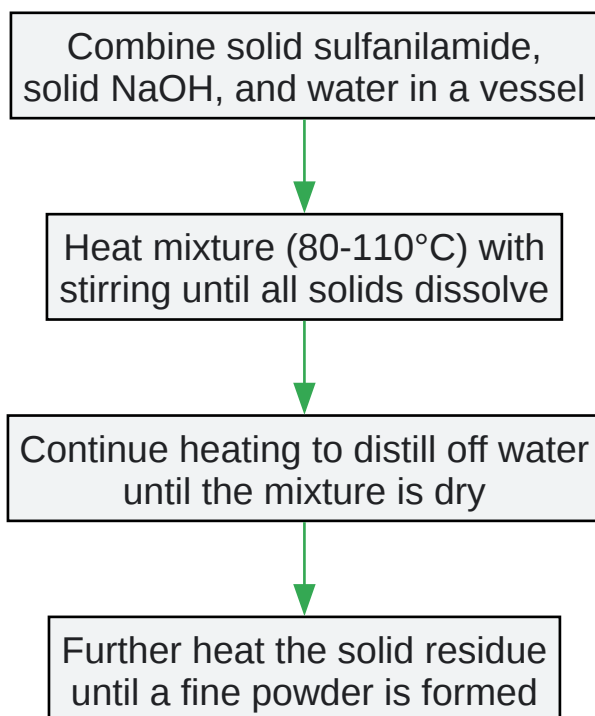 Combine solid sulfanilamide,
solid NaOH, and water in a vessel
Heat mixture (80-110°C) with
stirring until all solids dissolve
Continue heating to distill off water
until the mixture is dry
Further heat the solid residue
until a fine powder is formed